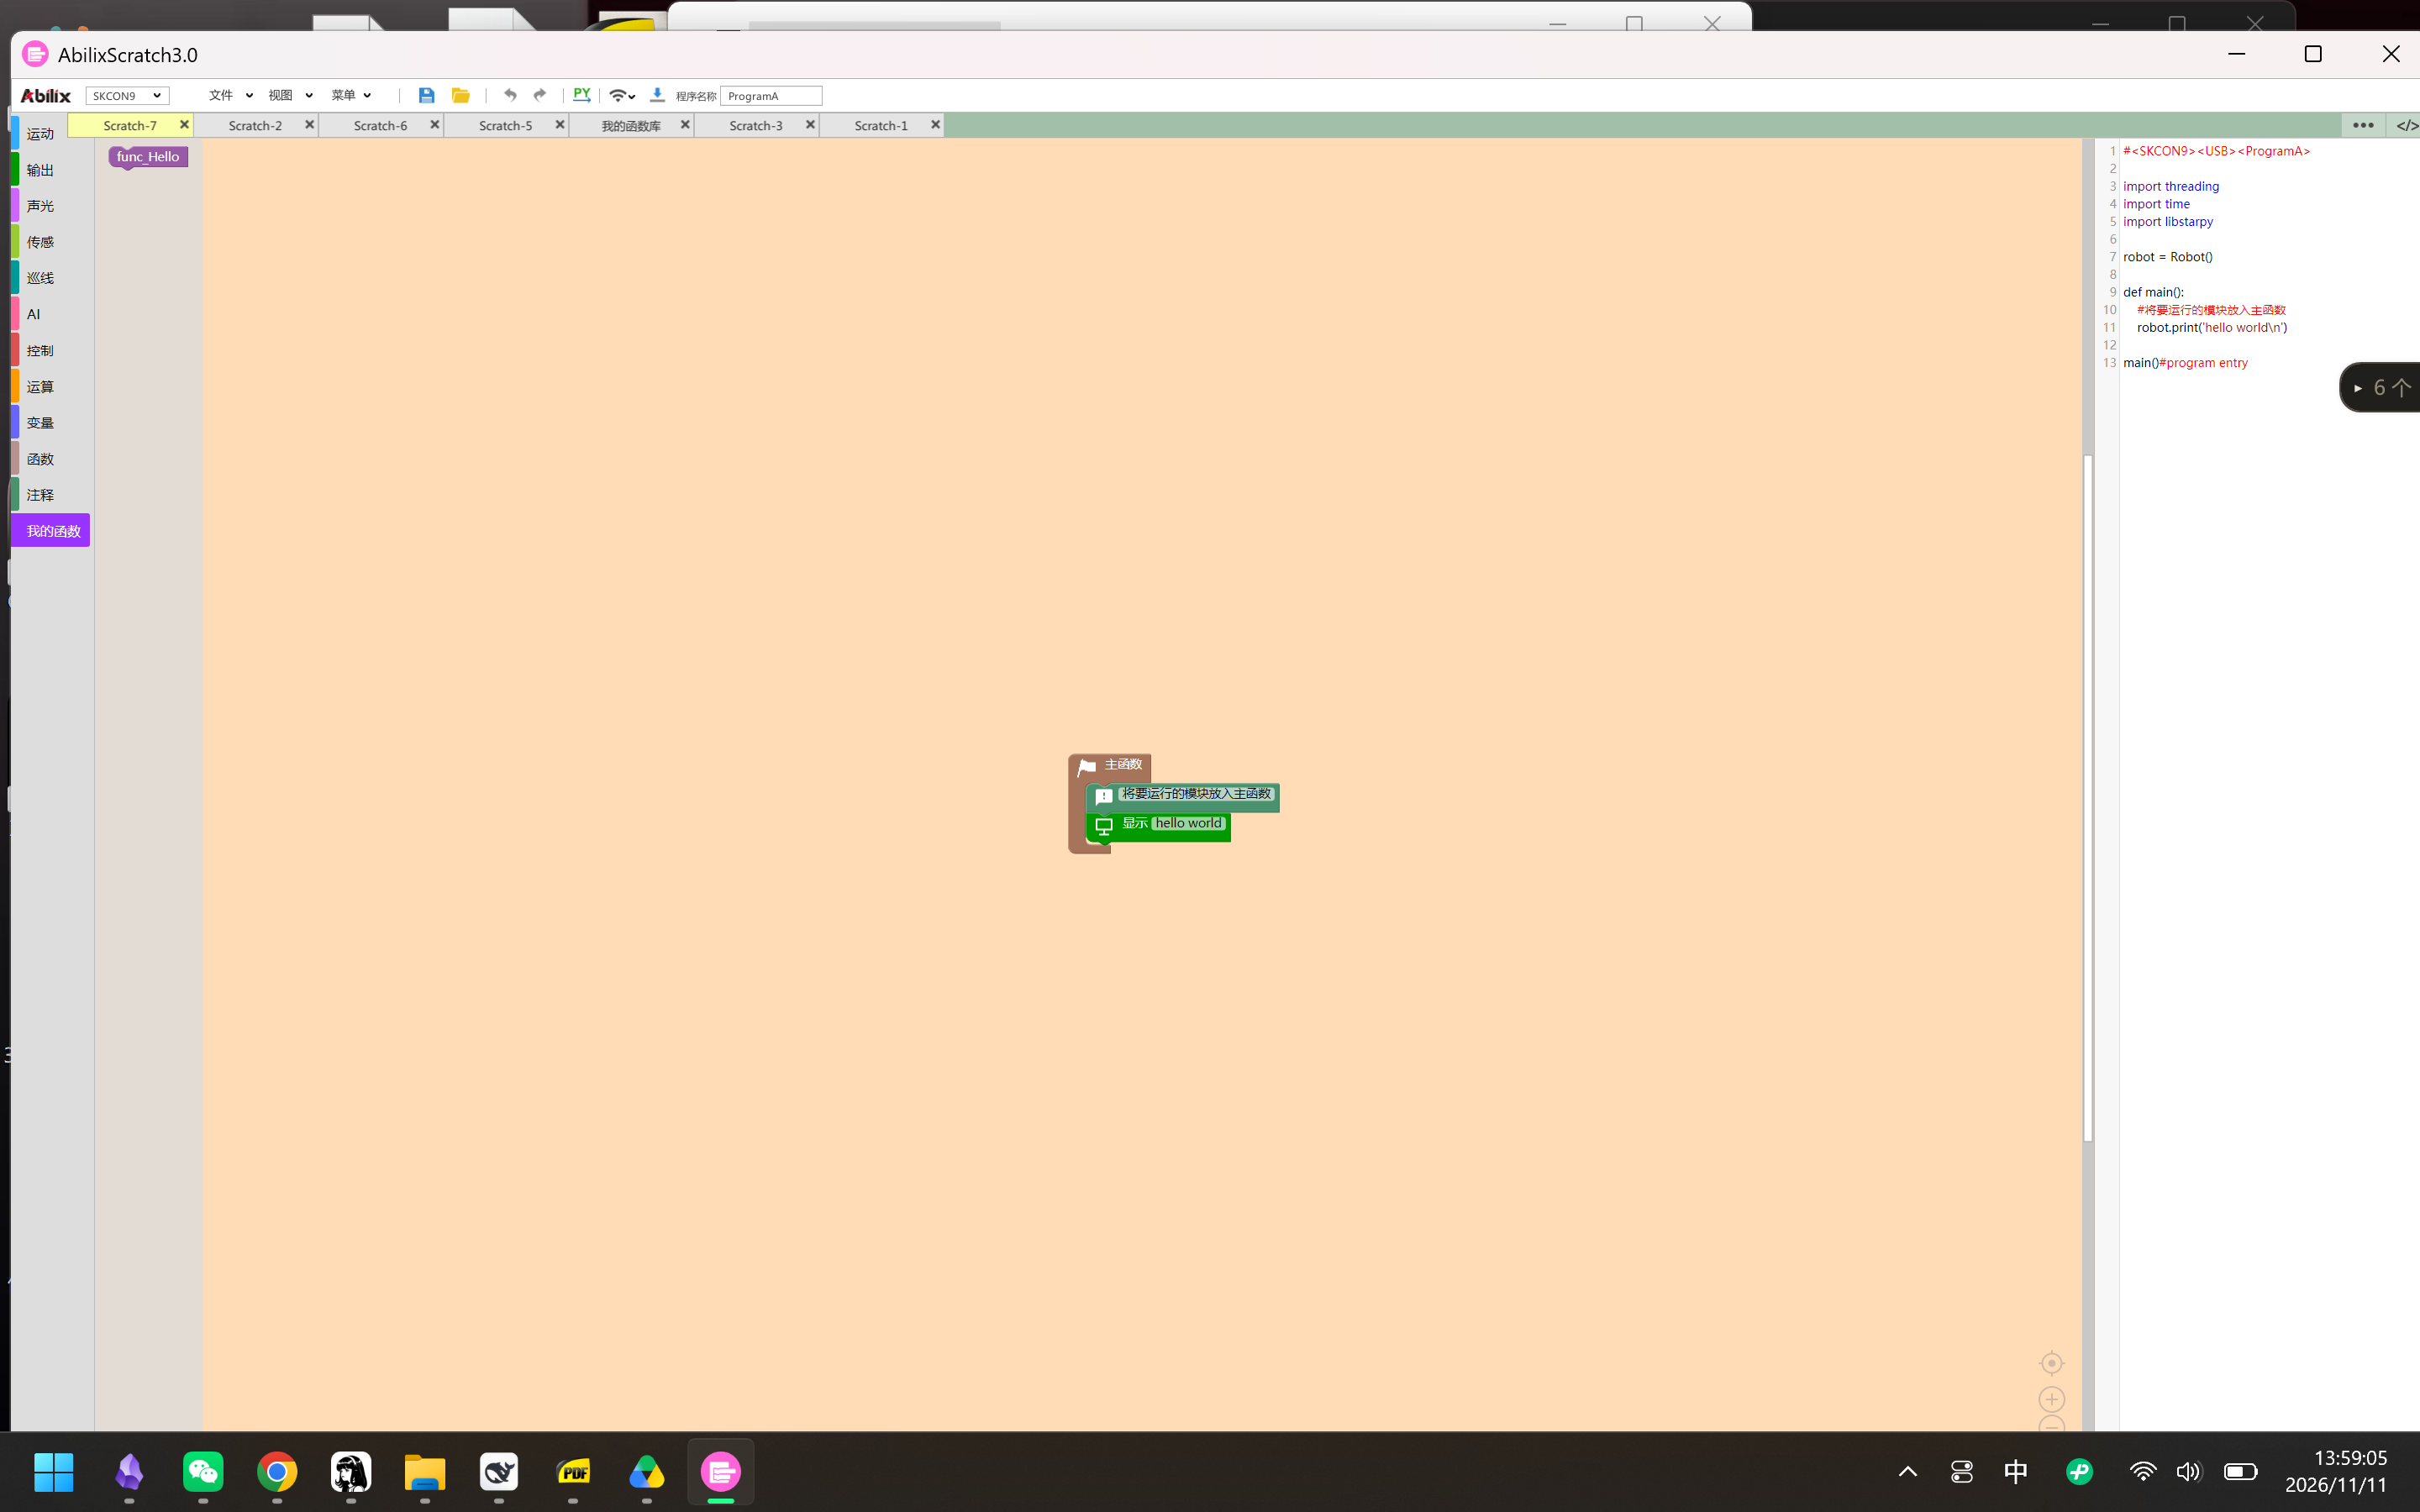 AbilixScratch3.0
Abilix SKCON9 文件 视图 菜单 PY 程序名称 ProgramA
Scratch-7 Scratch-2 Scratch-6 Scratch-5 我的函数库 Scratch-3 Scratch-1 ••• </>
运动
输出
声光
传感
巡线
AI
控制
运算
变量
函数
注释
我的函数
func_Hello
主函数
将要运行的模块放入主函数
显示 hello world
1 #<SKCON9><USB><ProgramA>
2
3 import threading
4 import time
5 import libstarpy
6
7 robot = Robot()
8
9 def main():
10 #将要运行的模块放入主函数
11 robot.print('hello world\n')
12
13 main()#program entry
6 个
PDF
中
13:59:05
2026/11/11